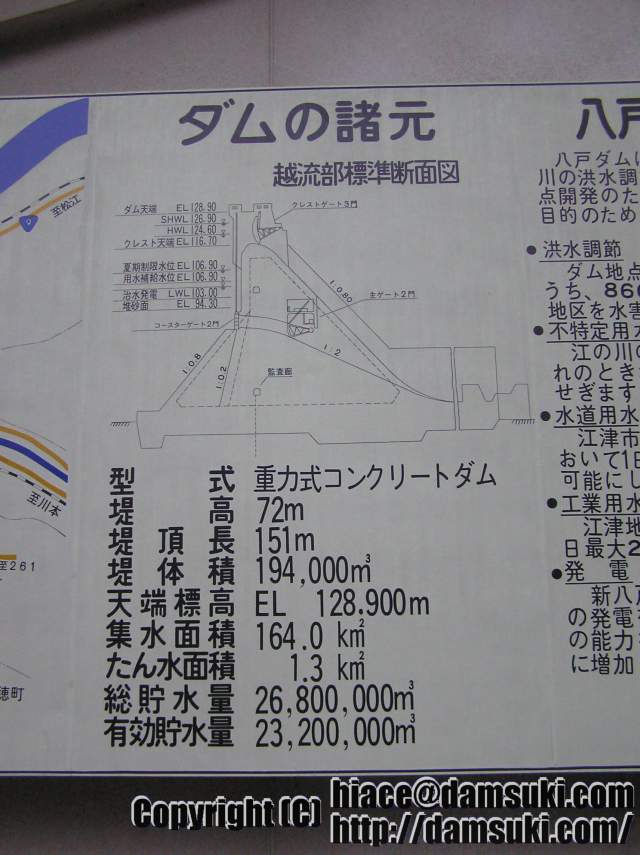 ダムの諸元
越流部標準断面図
ダム天端 EL 128.90
SHWL 126.90
HWL 124.60
クレスト天端 EL 116.70
夏期制限水位 EL 106.90
用水補給水位 EL 106.90
治水発電 LWL 103.00
堆砂面 EL 94.30
コースターゲート2門
クレストゲート3門
主ゲート2門
1:0.80
1:0.8
1:0.2
1:2
監査廊
型式 重力式コンクリートダム
堤高 72m
堤頂長 151m
堤体積 194,000㎥
天端標高 EL 128.900m
集水面積 164.0 k㎡
たん水面積 1.3 k㎡
総貯水量 26,800,000㎥
有効貯水量 23,200,000㎥
至松江
至川本
至261
穂町
八戸
八戸ダムは
川の洪水調
点開発のた
目的のため
●洪水調節
ダム地点
うち、860
地区を水害
●不特定用
江の川の
れのとき
せぎます
●水道用水
江津市
おいて1日
可能にし
●工業用水
江津地
日最大2
●発電
新八戸
の発電
の能力
に増加
Copyright (C) hiace@damsuki.com
http://damsuki.com/